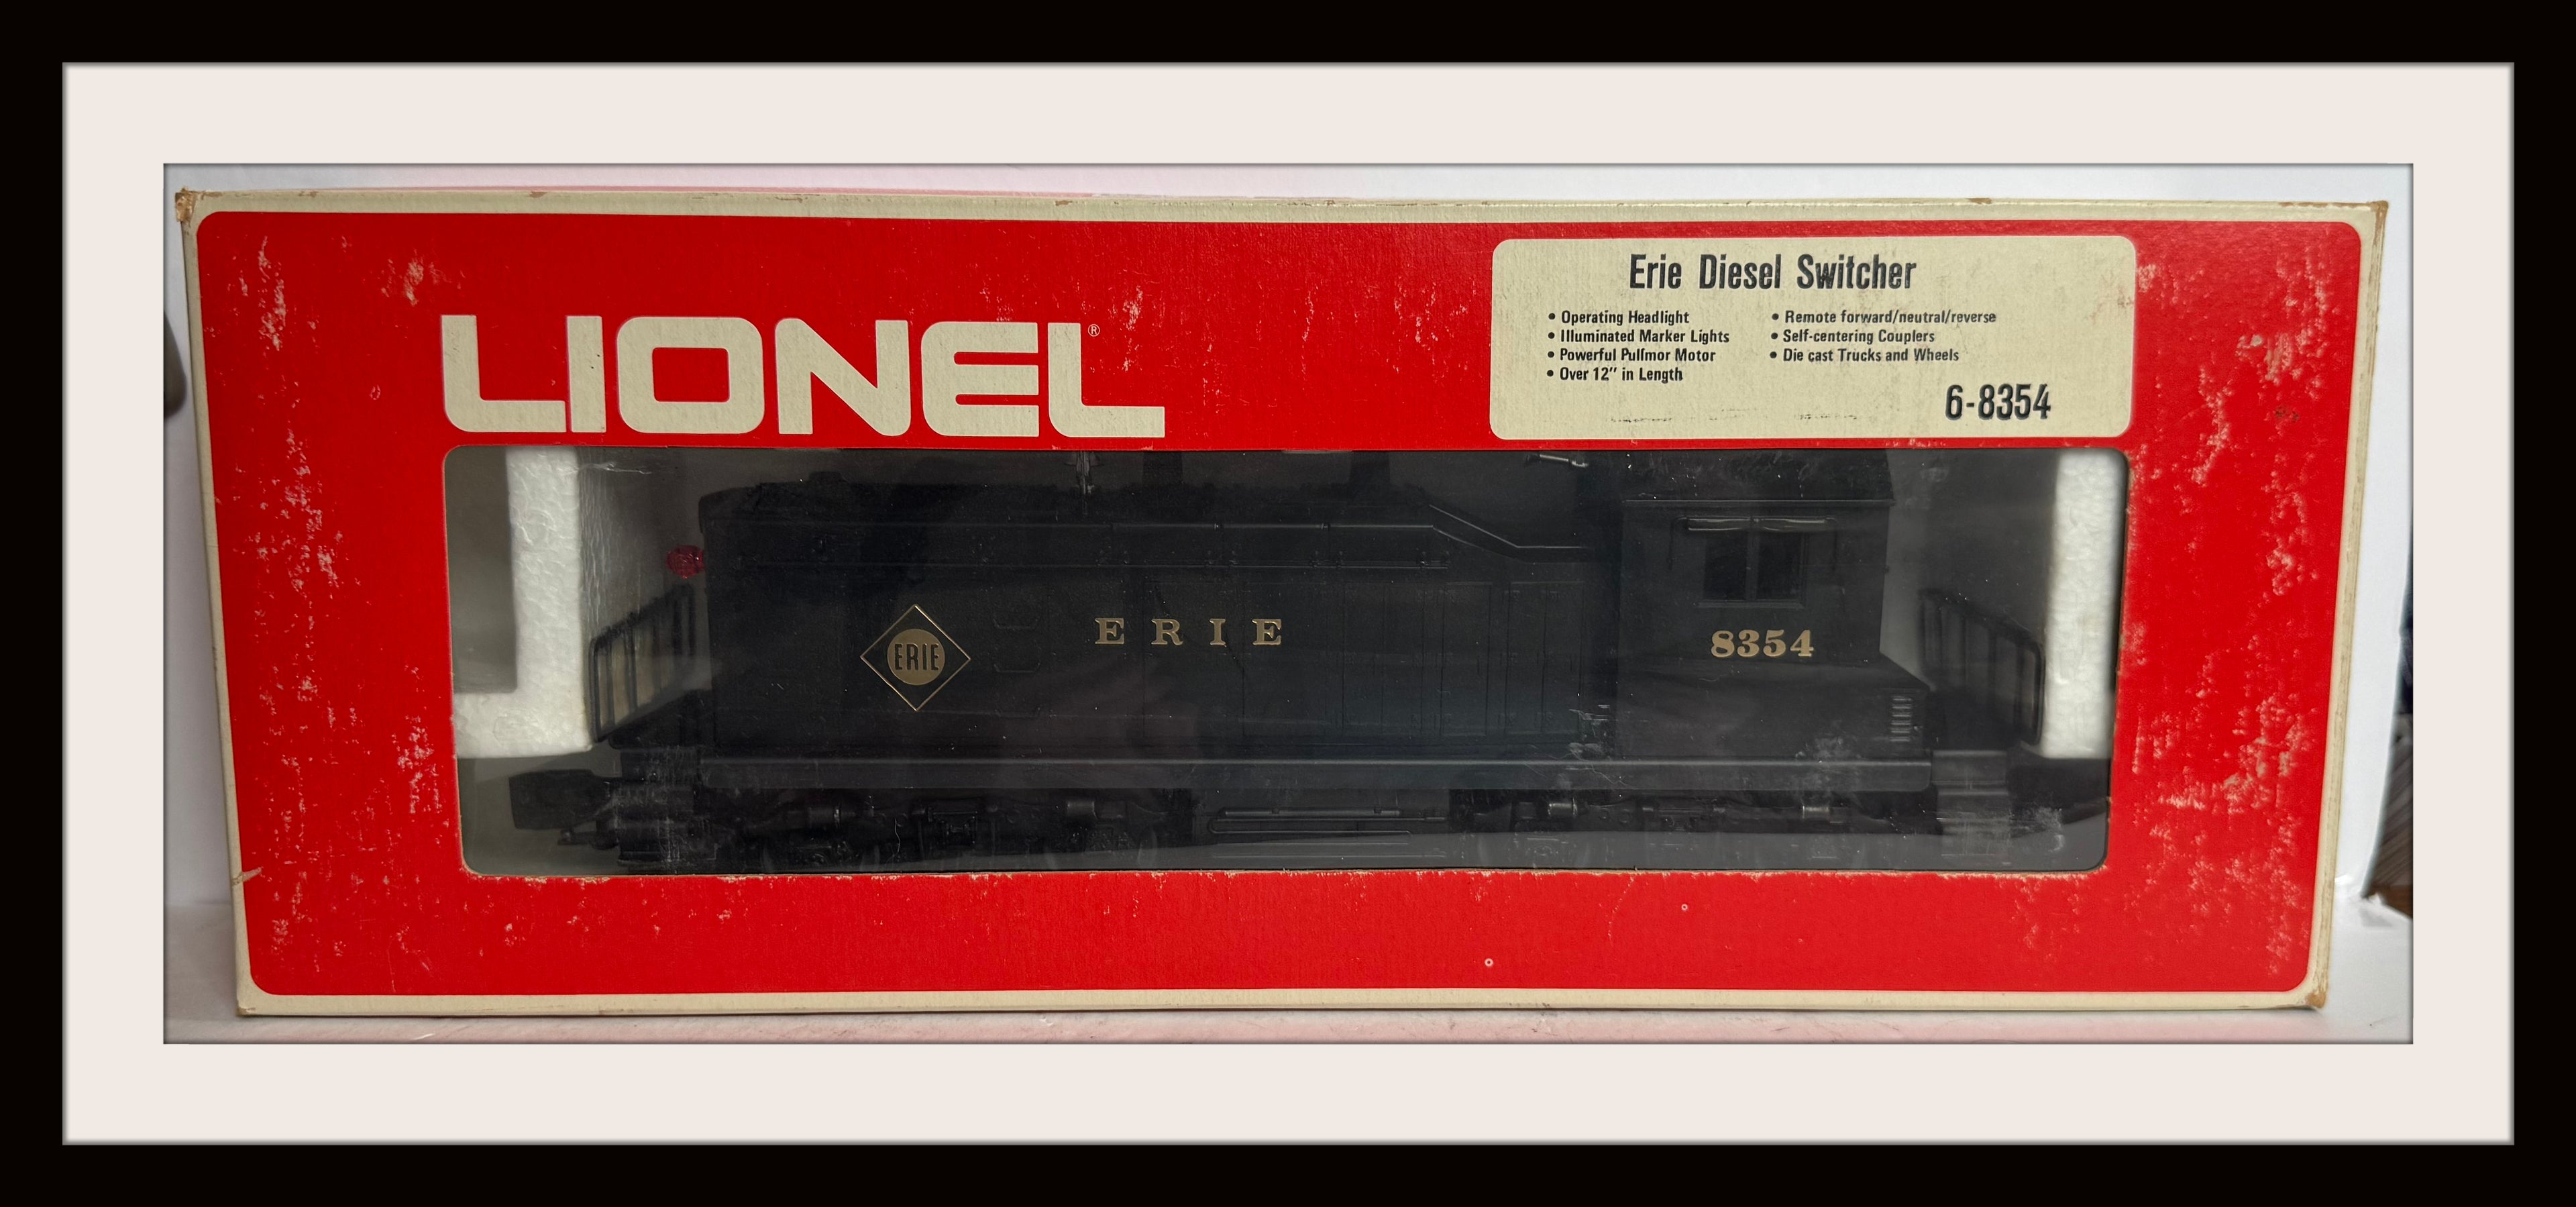 LIONEL®
Erie Diesel Switcher
• Operating Headlight
• Illuminated Marker Lights
• Powerful Pullmor Motor
• Over 12" in Length
• Remote forward/neutral/reverse
• Self-centering Couplers
• Die cast Trucks and Wheels
6-8354
ERIE
ERIE
8354